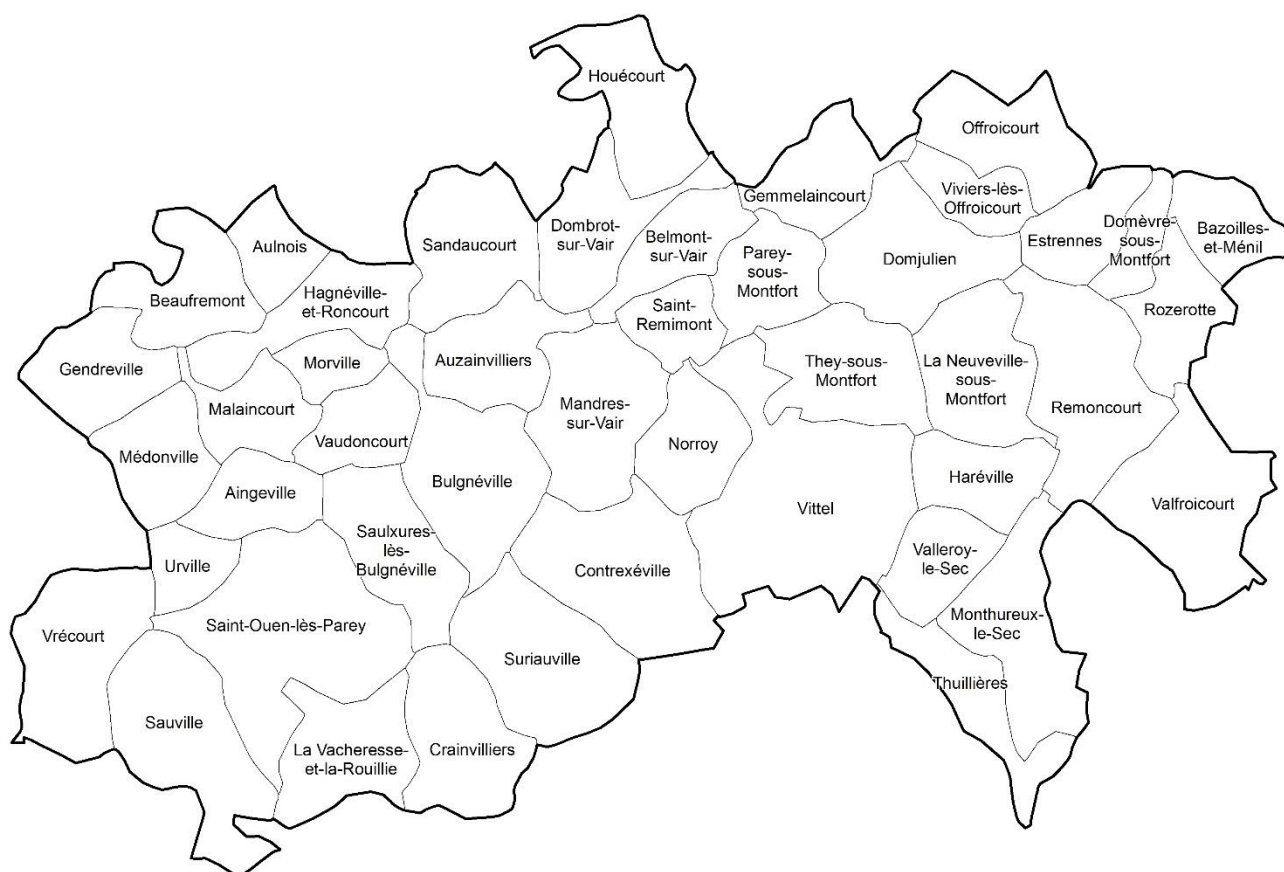 Houécourt
Offroicourt
Gemmelaincourt
Viviers-lès-
Offroicourt
Aulnois
Sandaucourt
Dombrot-
sur-Vair
Belmont-
sur-Vair
Parey-
sous-
Montfort
Domjulien
Estrennes
Domèvre-
sous-
Montfort
Bazoilles-
et-Ménil
Beaufremont
Hagnéville-
et-Roncourt
Saint-
Remimont
Rozerotte
Gendreville
Morville
Auzainvilliers
They-sous-
Montfort
La Neuveville-
sous-
Montfort
Malaincourt
Mandres-
sur-Vair
Remoncourt
Médonville
Vaudoncourt
Norroy
Aingeville
Bulgnéville
Haréville
Vittel
Valfroicourt
Urville
Saulxures-
lès-
Bulgnéville
Contrexéville
Valleroy-
le-Sec
Vrécourt
Saint-Ouen-lès-Parey
Monthureux-
le-Sec
Suriauville
Thuillières
Sauville
La Vacheresse-
et-la-Rouillie
Crainvilliers